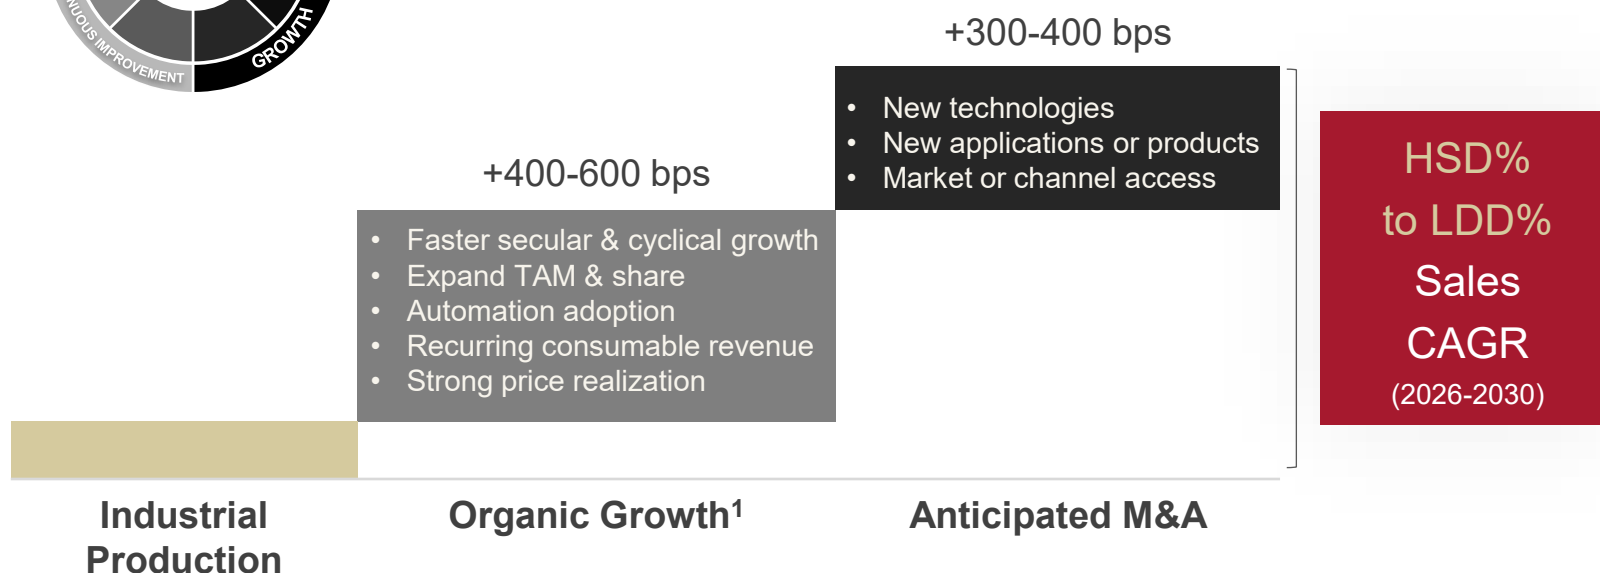 IMPROVEMENT
GROWTH
+300-400 bps
• New technologies
• New applications or products
• Market or channel access
+400-600 bps
• Faster secular & cyclical growth
• Expand TAM & share
• Automation adoption
• Recurring consumable revenue
• Strong price realization
HSD%
to LDD%
Sales
CAGR
(2026-2030)
Industrial
Production
Organic Growth¹
Anticipated M&A